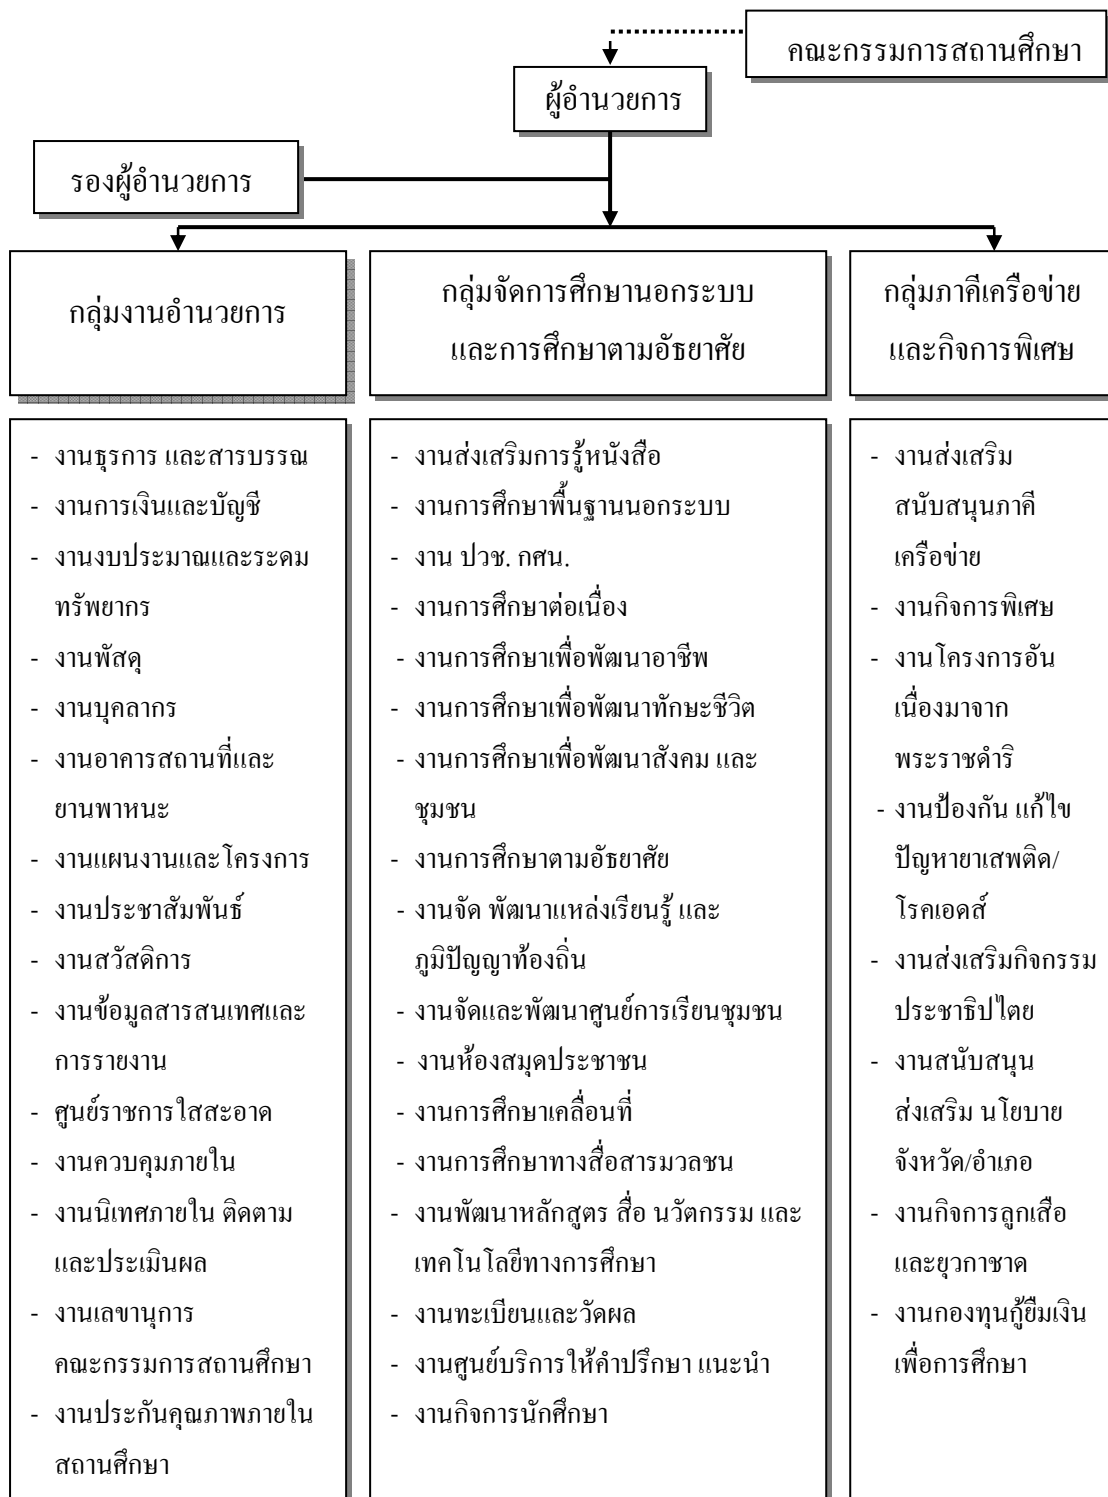 คณะกรรมการสถานศึกษา
ผู้อำนวยการ
รองผู้อำนวยการ
กลุ่มงานอำนวยการ
กลุ่มจัดการศึกษานอกระบบ
และการศึกษาตามอัธยาศัย
กลุ่มภาคีเครือข่าย
และกิจการพิเศษ
- งานธุรการ และสารบรรณ
- งานการเงินและบัญชี
- งานงบประมาณและระดม
ทรัพยากร
- งานพัสดุ
- งานบุคลากร
- งานอาคารสถานที่และ
ยานพาหนะ
- งานแผนงานและโครงการ
- งานประชาสัมพันธ์
- งานสวัสดิการ
- งานข้อมูลสารสนเทศและ
การรายงาน
- ศูนย์ราชการใสสะอาด
- งานควบคุมภายใน
- งานนิเทศภายใน ติดตาม
และประเมินผล
- งานเลขานุการ
คณะกรรมการสถานศึกษา
- งานประกันคุณภาพภายใน
สถานศึกษา
- งานส่งเสริมการรู้หนังสือ
- งานการศึกษาพื้นฐานนอกระบบ
- งาน ปวช. กศน.
- งานการศึกษาต่อเนื่อง
- งานการศึกษาเพื่อพัฒนาอาชีพ
- งานการศึกษาเพื่อพัฒนาทักษะชีวิต
- งานการศึกษาเพื่อพัฒนาสังคม และ
ชุมชน
- งานการศึกษาตามอัธยาศัย
- งานจัด พัฒนาแหล่งเรียนรู้ และ
ภูมิปัญญาท้องถิ่น
- งานจัดและพัฒนาศูนย์การเรียนชุมชน
- งานห้องสมุดประชาชน
- งานการศึกษาเคลื่อนที่
- งานการศึกษาทางสื่อสารมวลชน
- งานพัฒนาหลักสูตร สื่อ นวัตกรรม และ
เทคโนโลยีทางการศึกษา
- งานทะเบียนและวัดผล
- งานศูนย์บริการให้คำปรึกษา แนะนำ
- งานกิจการนักศึกษา
- งานส่งเสริม
สนับสนุนภาคี
เครือข่าย
- งานกิจการพิเศษ
- งานโครงการอัน
เนื่องมาจาก
พระราชดำริ
- งานป้องกัน แก้ไข
ปัญหายาเสพติด/
โรคเอดส์
- งานส่งเสริมกิจกรรม
ประชาธิปไตย
- งานสนับสนุน
ส่งเสริม นโยบาย
จังหวัด/อำเภอ
- งานกิจการลูกเสือ
และยุวกาชาด
- งานกองทุนกู้ยืมเงิน
เพื่อการศึกษา